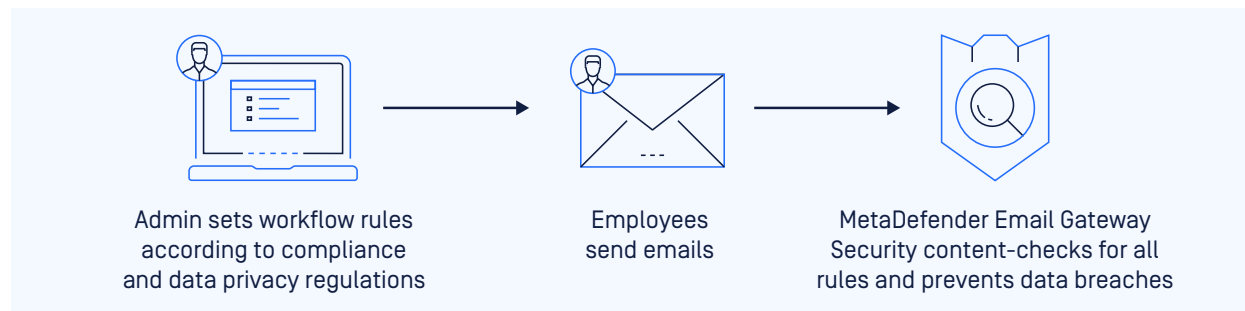 Admin sets workflow rules
according to compliance
and data privacy regulations
Employees
send emails
MetaDefender Email Gateway
Security content-checks for all
rules and prevents data breaches